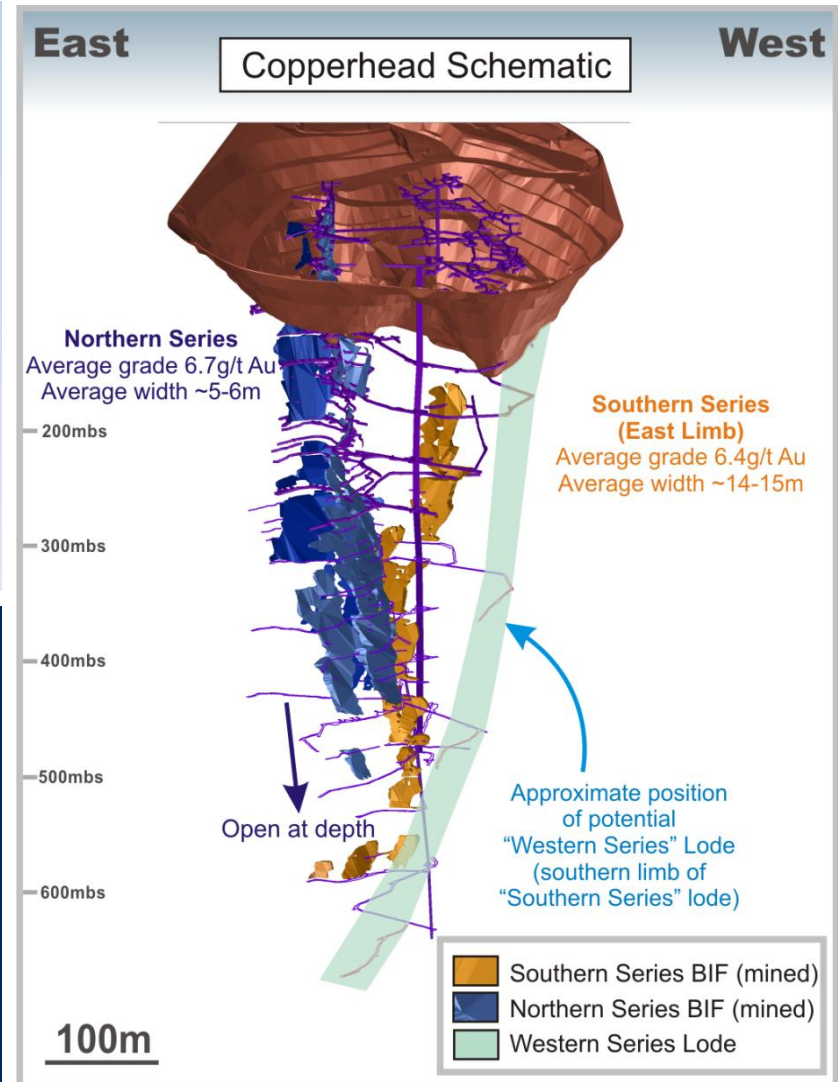 East
West
Copperhead Schematic
Northern Series
Average grade 6.7g/t Au
Average width ~5-6m
Southern Series
(East Limb)
Average grade 6.4g/t Au
Average width ~14-15m
200mbs
300mbs
400mbs
500mbs
600mbs
Open at depth
Approximate position
of potential
“Western Series” Lode
(southern limb of
“Southern Series” lode)
Southern Series BIF (mined)
Northern Series BIF (mined)
Western Series Lode
100m